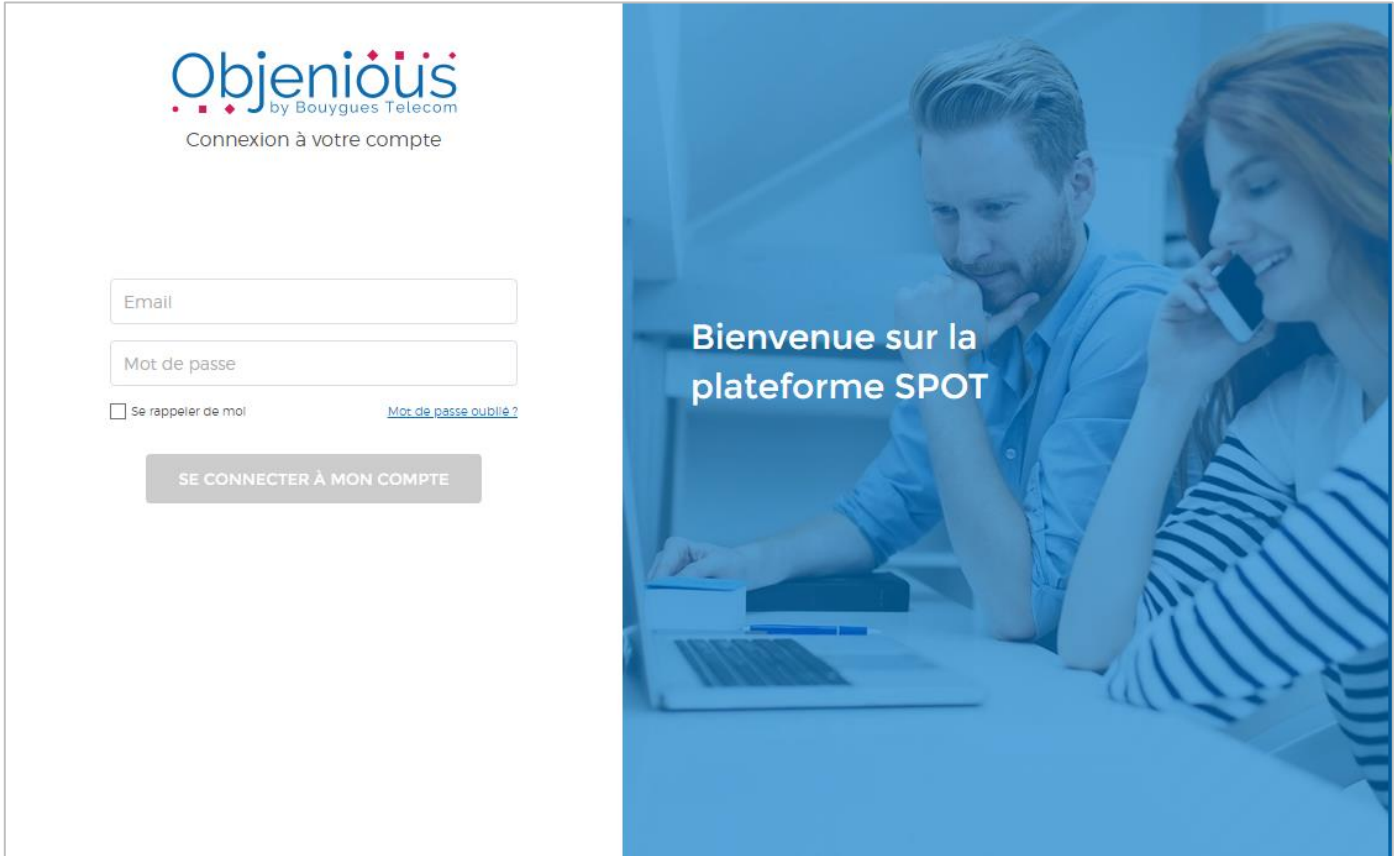 Objenious
by Bouygues Telecom
Connexion à votre compte
Email
Mot de passe
Se rappeler de moi
Mot de passe oublié ?
SE CONNECTER À MON COMPTE
Bienvenue sur la
plateforme SPOT